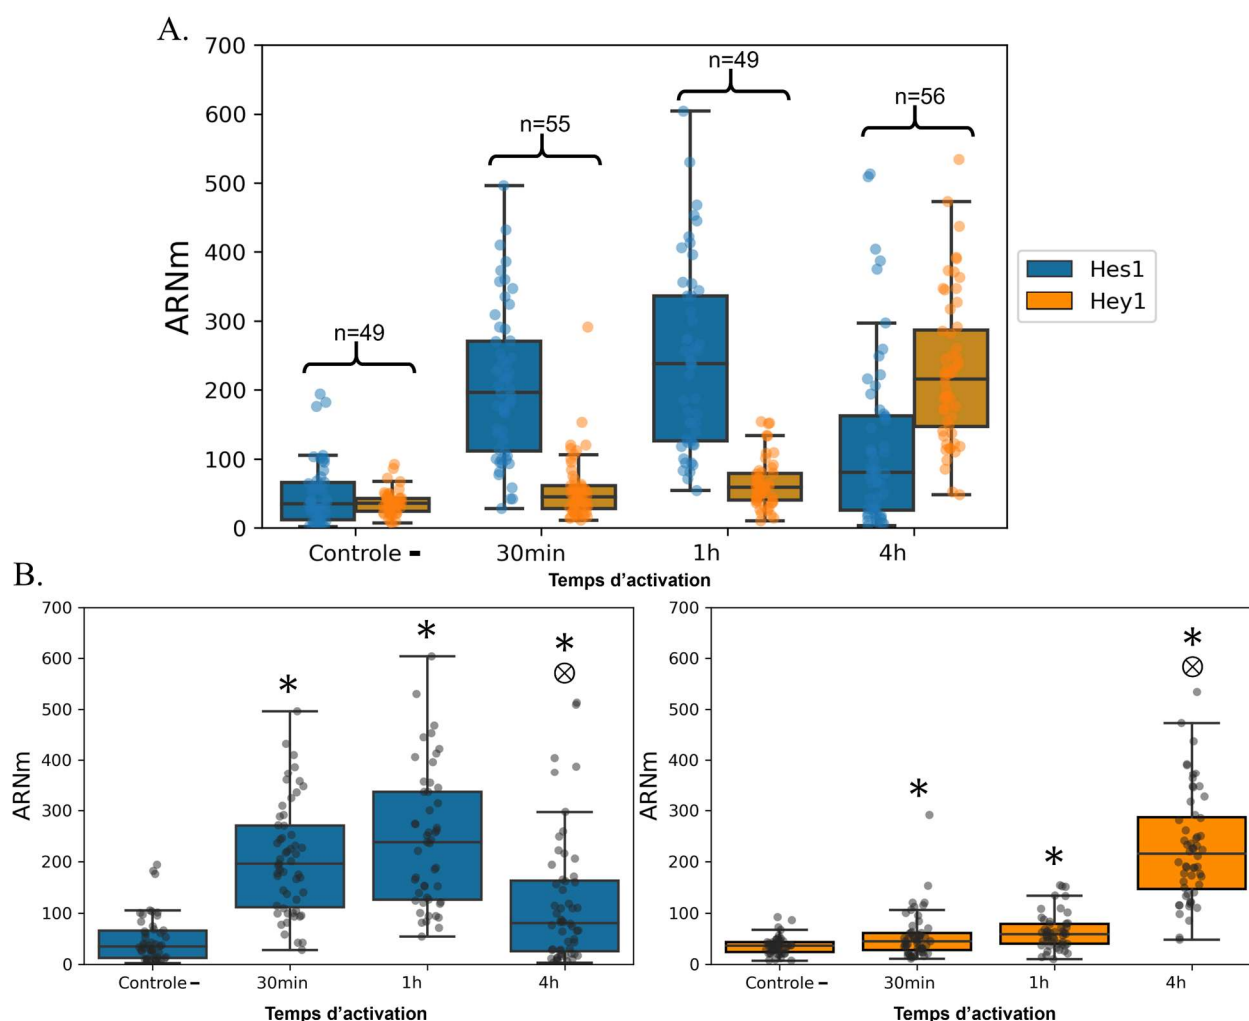 A.
700
600
500
400
300
200
100
0
ARNm
n=49
n=55
n=49
n=56
Hes1
Hey1
Controle - 30min 1h 4h
Temps d’activation
B.
700
600
500
400
300
200
100
0
ARNm
*
*
*
⊗
Controle - 30min 1h 4h
Temps d’activation
700
600
500
400
300
200
100
0
ARNm
*
*
*
⊗
Controle - 30min 1h 4h
Temps d’activation